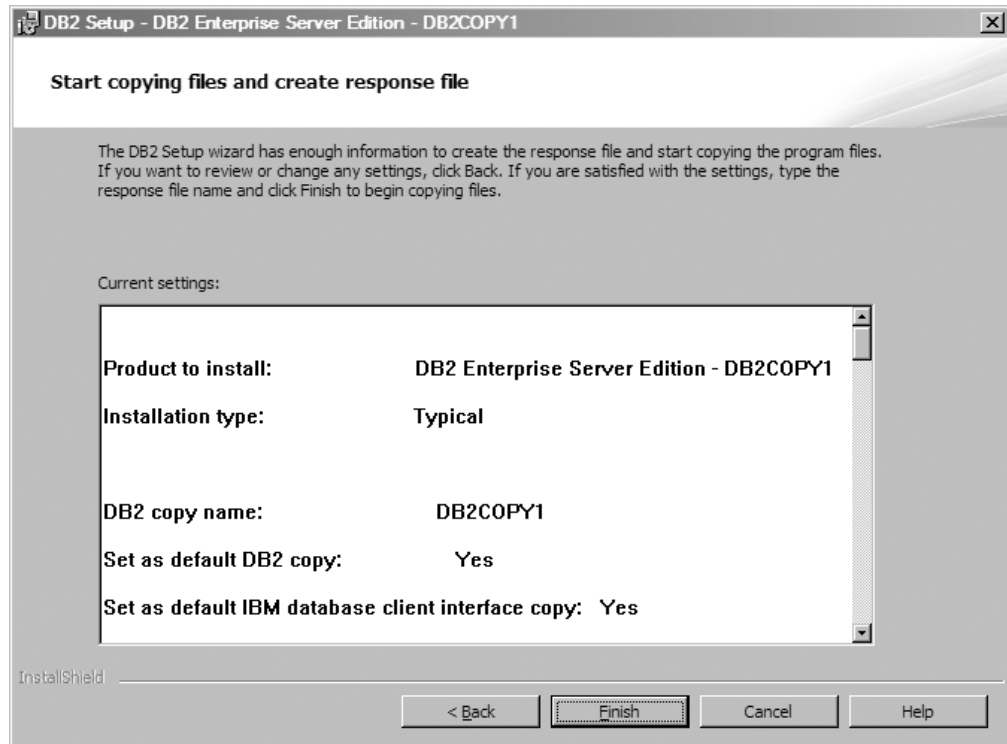 DB2 Setup - DB2 Enterprise Server Edition - DB2COPY1
Start copying files and create response file
The DB2 Setup wizard has enough information to create the response file and start copying the program files.
If you want to review or change any settings, click Back. If you are satisfied with the settings, type the
response file name and click Finish to begin copying files.
Current settings:
Product to install: DB2 Enterprise Server Edition - DB2COPY1
Installation type: Typical
DB2 copy name: DB2COPY1
Set as default DB2 copy: Yes
Set as default IBM database client interface copy: Yes
InstallShield
< Back Finish Cancel Help